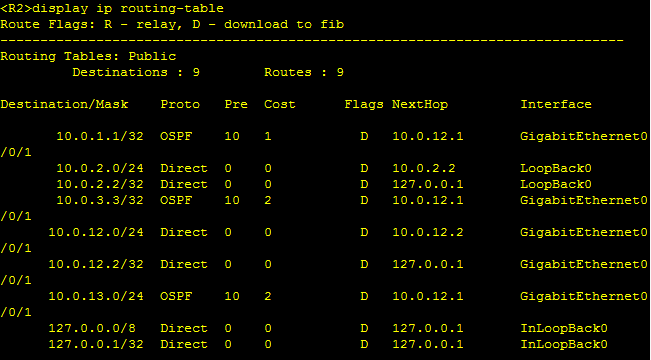 <R2>display ip routing-table
Route Flags: R - relay, D - download to fib
------------------------------------------------------------------------------
Routing Tables: Public
         Destinations : 9        Routes : 9
Destination/Mask    Proto   Pre  Cost      Flags NextHop         Interface
       10.0.1.1/32  OSPF    10   1           D   10.0.12.1       GigabitEthernet0
/0/1
       10.0.2.0/24  Direct  0    0           D   10.0.2.2        LoopBack0
       10.0.2.2/32  Direct  0    0           D   127.0.0.1       LoopBack0
       10.0.3.3/32  OSPF    10   2           D   10.0.12.1       GigabitEthernet0
/0/1
      10.0.12.0/24  Direct  0    0           D   10.0.12.2       GigabitEthernet0
/0/1
      10.0.12.2/32  Direct  0    0           D   127.0.0.1       GigabitEthernet0
/0/1
      10.0.13.0/24  OSPF    10   2           D   10.0.12.1       GigabitEthernet0
/0/1
      127.0.0.0/8   Direct  0    0           D   127.0.0.1       InLoopBack0
      127.0.0.1/32  Direct  0    0           D   127.0.0.1       InLoopBack0